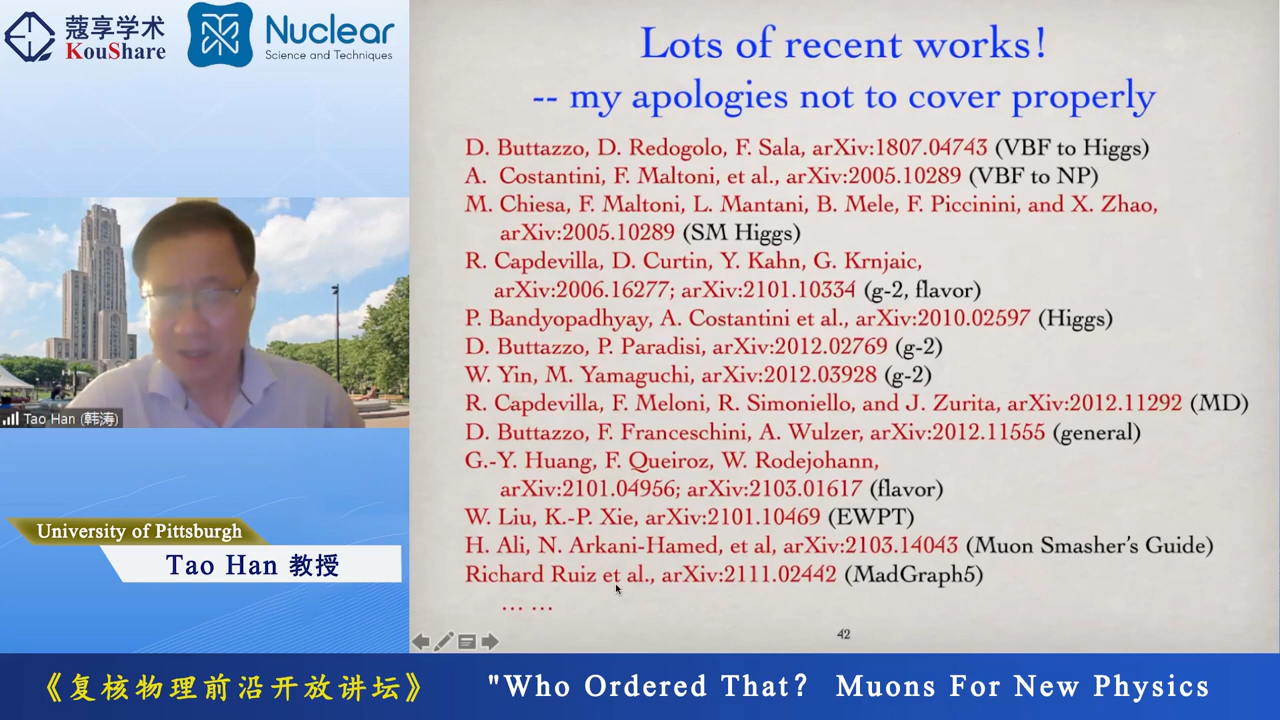 蔻享学术
KouShare
Nuclear
Science and Techniques
Tao Han (韩涛)
University of Pittsburgh
Tao Han 教授
Lots of recent works!
-- my apologies not to cover properly
D. Buttazzo, D. Redogolo, F. Sala, arXiv:1807.04743 (VBF to Higgs)
A. Costantini, F. Maltoni, et al., arXiv:2005.10289 (VBF to NP)
M. Chiesa, F. Maltoni, L. Mantani, B. Mele, F. Piccinini, and X. Zhao,
arXiv:2005.10289 (SM Higgs)
R. Capdevilla, D. Curtin, Y. Kahn, G. Krnjaic,
arXiv:2006.16277; arXiv:2101.10334 (g-2, flavor)
P. Bandyopadhyay, A. Costantini et al., arXiv:2010.02597 (Higgs)
D. Buttazzo, P. Paradisi, arXiv:2012.02769 (g-2)
W. Yin, M. Yamaguchi, arXiv:2012.03928 (g-2)
R. Capdevilla, F. Meloni, R. Simoniello, and J. Zurita, arXiv:2012.11292 (MD)
D. Buttazzo, F. Franceschini, A. Wulzer, arXiv:2012.11555 (general)
G.-Y. Huang, F. Queiroz, W. Rodejohann,
arXiv:2101.04956; arXiv:2103.01617 (flavor)
W. Liu, K.-P. Xie, arXiv:2101.10469 (EWPT)
H. Ali, N. Arkani-Hamed, et al, arXiv:2103.14043 (Muon Smasher's Guide)
Richard Ruiz et al., arXiv:2111.02442 (MadGraph5)
... ...
42
《复核物理前沿开放讲坛》 "Who Ordered That? Muons For New Physics